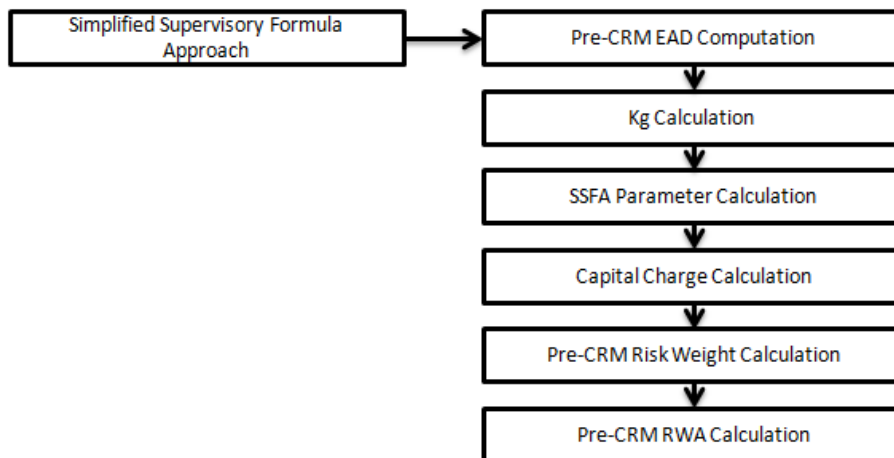 Simplified Supervisory Formula
Approach
Pre-CRM EAD Computation
Kg Calculation
SSFA Parameter Calculation
Capital Charge Calculation
Pre-CRM Risk Weight Calculation
Pre-CRM RWA Calculation